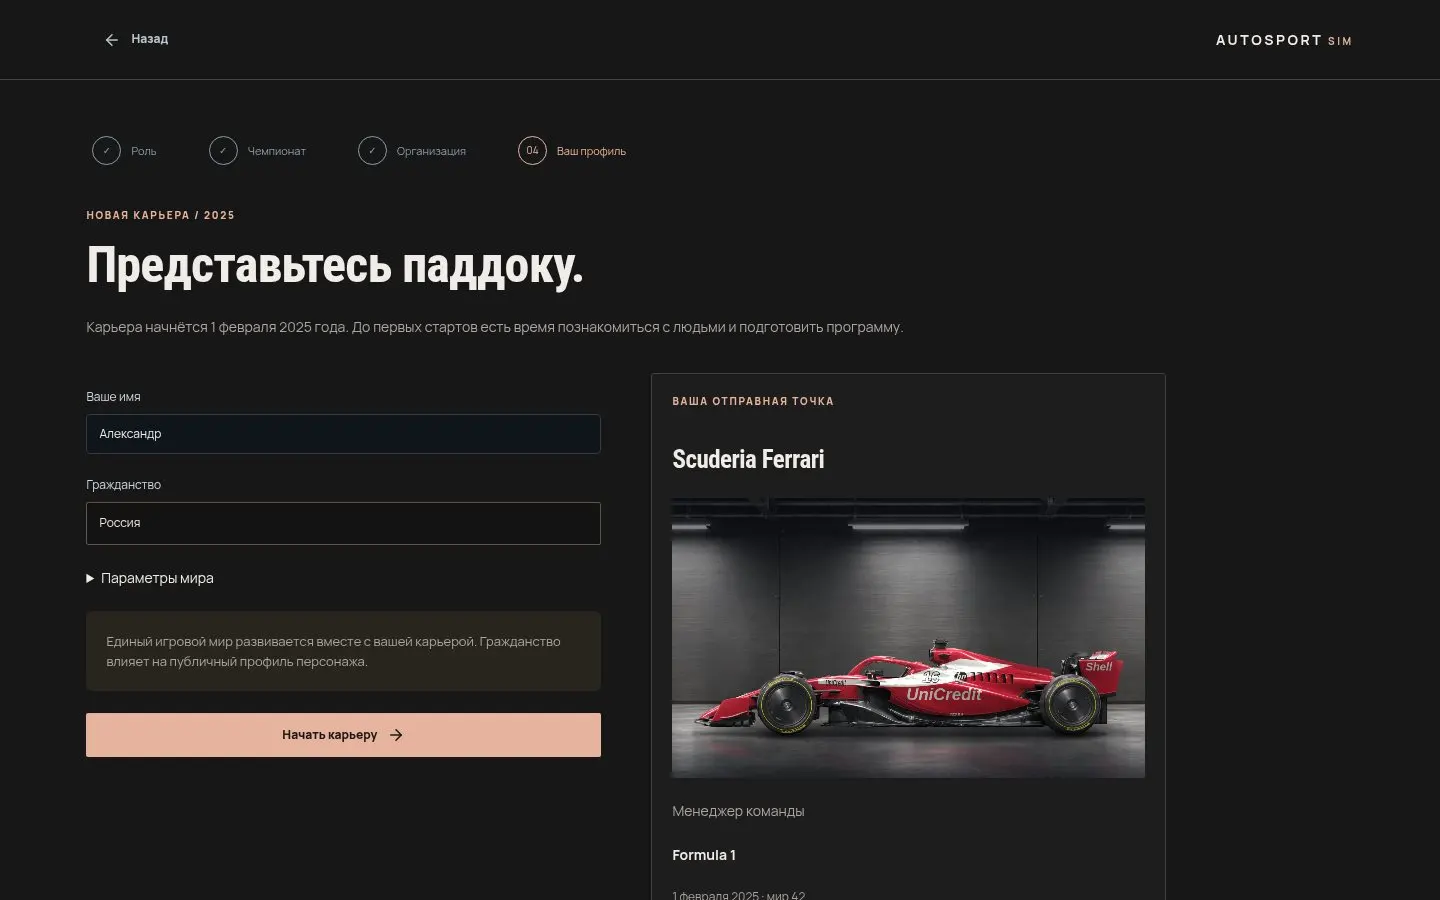 Назад
AUTOSPORT SIM
✓ Роль
✓ Чемпионат
✓ Организация
04 Ваш профиль
НОВАЯ КАРЬЕРА / 2025
Представьтесь паддоку.
Карьера начнётся 1 февраля 2025 года. До первых стартов есть время познакомиться с людьми и подготовить программу.
Ваше имя
Александр
Гражданство
Россия
Параметры мира
Единый игровой мир развивается вместе с вашей карьерой. Гражданство
влияет на публичный профиль персонажа.
Начать карьеру
ВАША ОТПРАВНАЯ ТОЧКА
Scuderia Ferrari
Shell
16
hp
UniCredit
Менеджер команды
Formula 1
1 февраля 2025 · мир 42